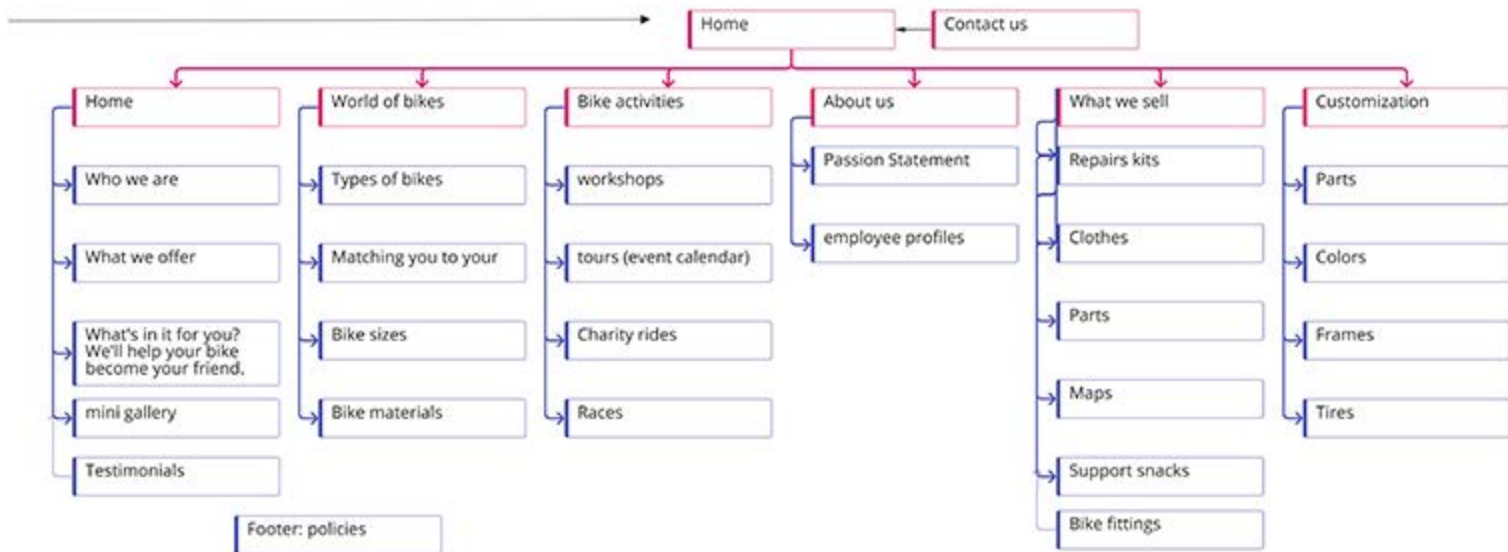 Home
Contact us
Home
World of bikes
Bike activities
About us
What we sell
Customization
Who we are
Types of bikes
workshops
Passion Statement
Repairs kits
Parts
What we offer
Matching you to your
tours (event calendar)
employee profiles
Clothes
Colors
What's in it for you?
We'll help your bike
become your friend.
Bike sizes
Charity rides
Parts
Frames
mini gallery
Bike materials
Races
Maps
Tires
Testimonials
Support snacks
Footer: policies
Bike fittings